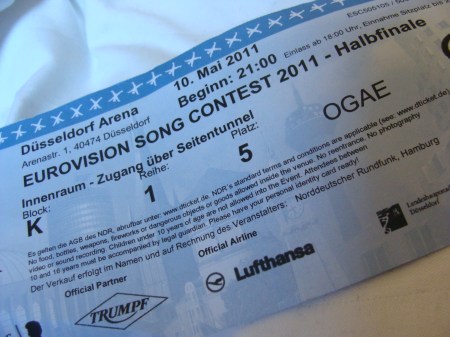 ESC505105 / 
10. Mai 2011
Beginn: 21:00 Einlass ab 18:00 Uhr, Einnahme Sitzplatz bis
Düsseldorf Arena
Arenastr. 1, 40474 Düsseldorf
EUROVISION SONG CONTEST 2011 - Halbfinale
Innenraum - Zugang über Seitentunnel OGAE
Block: Reihe: Platz:
K 1 5
Es gelten die AGB des NDR, abrufbar unter: www.dticket.de. NDR's standard terms and conditions are applicable (see: www.dticket.de)
No food, bottles, weapons, fireworks or dangerous objects or goods allowed inside the venue. No reentrance. No photography
video or sound recording. Children under 10 years of age are not allowed into the Event. Attendees between
10 and 16 years must be accompanied by legal guardian. Please have your personal identity card ready!
Der Verkauf erfolgt im Namen und auf Rechnung des Veranstalters: Norddeutscher Rundfunk, Hamburg
Official Partner
TRUMPF
Official Airline
Lufthansa
Landeshauptstadt
Düsseldorf